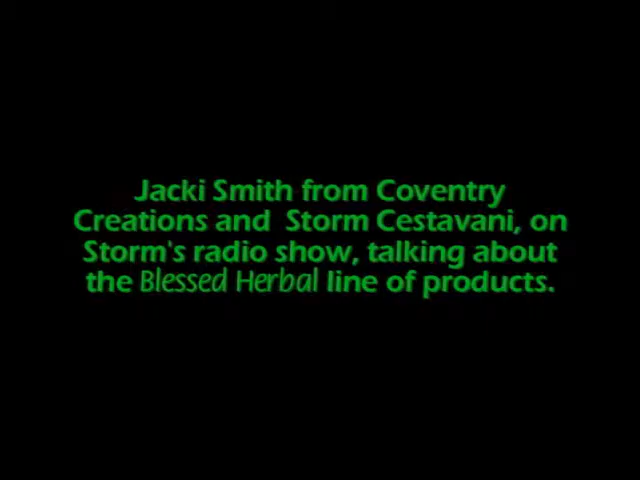 Jacki Smith from Coventry
Creations and  Storm Cestavani, on
Storm's radio show, talking about
the Blessed Herbal line of products.